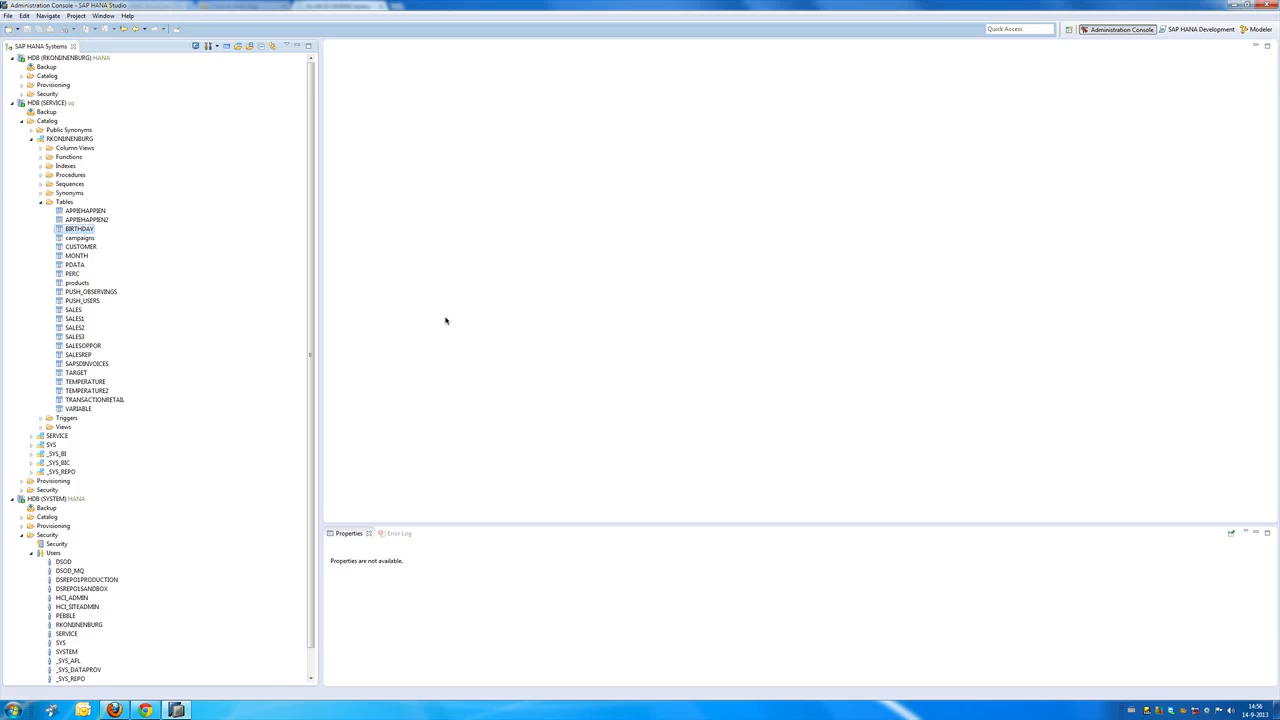 Administration Console - SAP HANA Studio
File Edit Navigate Project Window Help
Quick Access
Administration Console
SAP HANA Development
Modeler
SAP HANA Systems
HDB (RKONIJNENBURG) HANA
Backup
Catalog
Provisioning
Security
HDB (SERVICE) sq
Backup
Catalog
Public Synonyms
RKONIJNENBURG
Column Views
Functions
Indexes
Procedures
Sequences
Synonyms
Tables
APPIEHAPPIEN
APPIEHAPPIEN2
BIRTHDAY
campaigns
CUSTOMER
MONTH
PDATA
PERC
products
PUSH_OBSERVINGS
PUSH_USERS
SALES
SALES1
SALES2
SALES3
SALESOPPOR
SALESREP
SAPSDINVOICES
TARGET
TEMPERATURE
TEMPERATURE2
TRANSACTIONRETAIL
VARIABLE
Triggers
Views
SERVICE
SYS
_SYS_BI
_SYS_BIC
_SYS_REPO
Provisioning
Security
HDB (SYSTEM) HANA
Backup
Catalog
Provisioning
Security
Security
Users
DSOD
DSOD_MQ
DSREPO1PRODUCTION
DSREPO1SANDBOX
HCI_ADMIN
HCI_SITEADMIN
PEBBLE
RKONIJNENBURG
SERVICE
SYS
SYSTEM
_SYS_AFL
_SYS_DATAPROV
_SYS_REPO
Properties
Error Log
Properties are not available.
14:56
14-9-2013